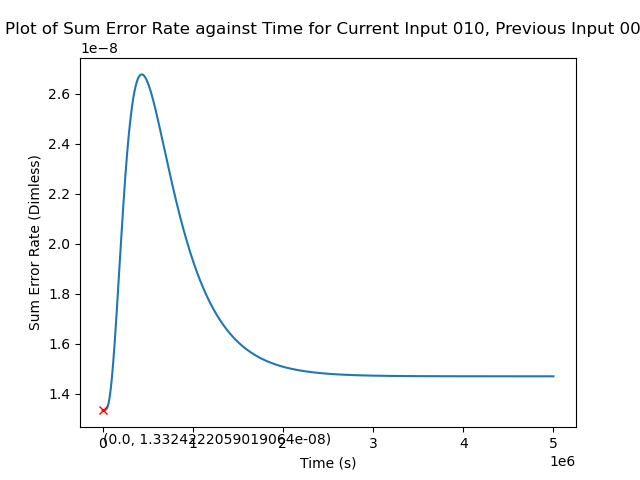 Plot of Sum Error Rate against Time for Current Input 010, Previous Input 00
1e−8
2.6
2.4
2.2
2.0
1.8
1.6
1.4
Sum Error Rate (Dimless)
(0.0, 1.3324222059019064e-08)
0 1 2 3 4 5
Time (s)
1e6